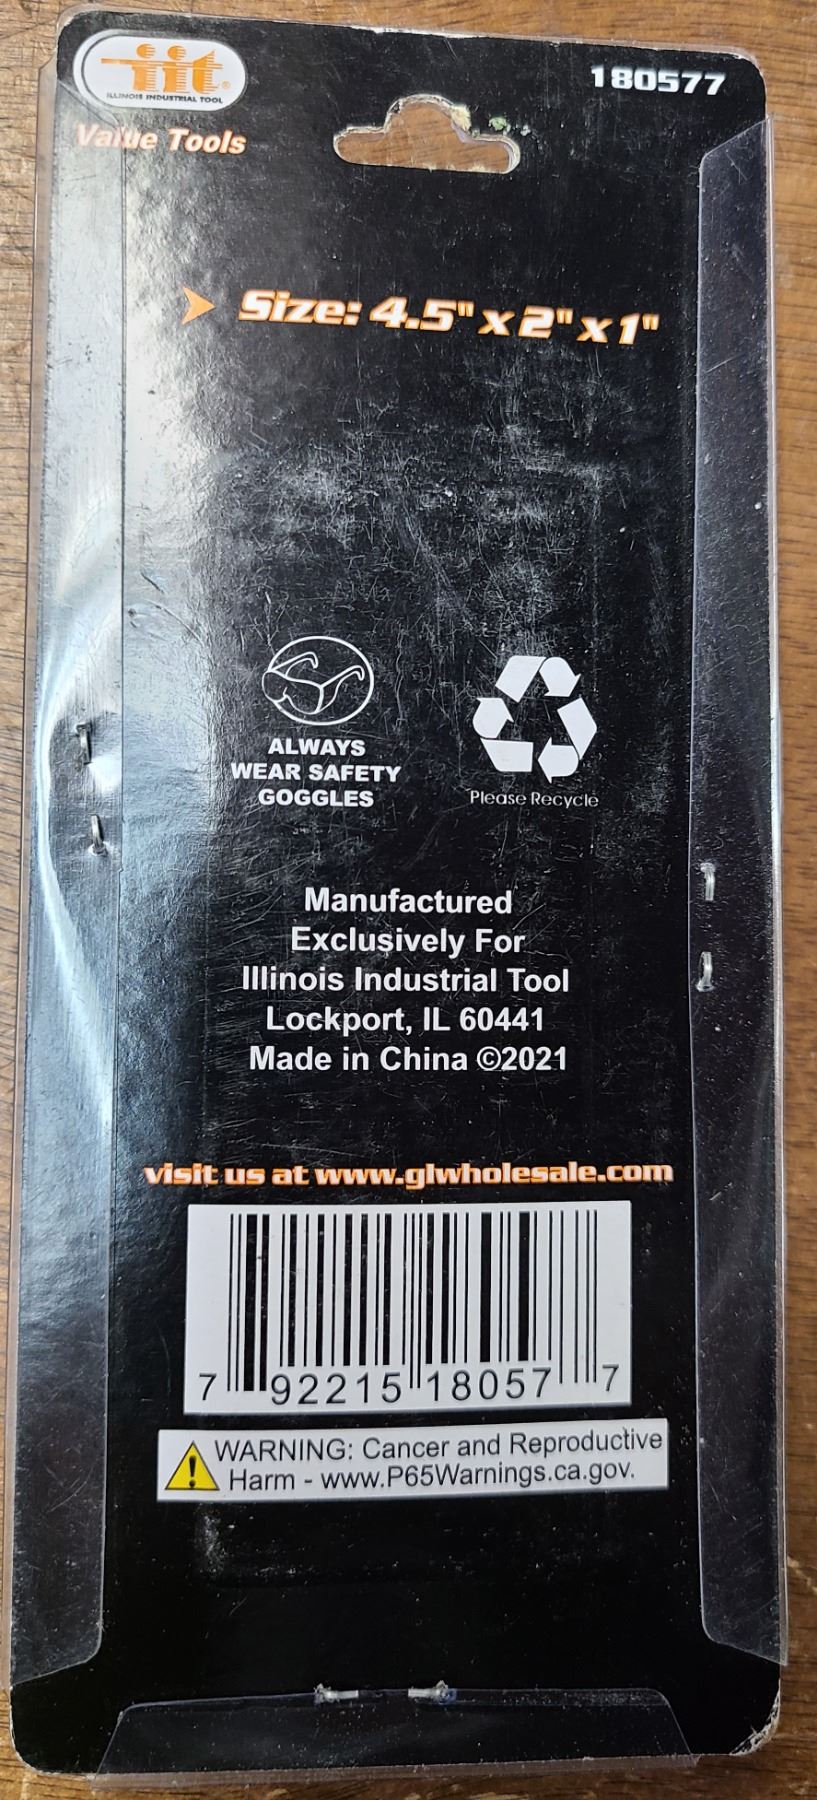 iit®
ILLINOIS INDUSTRIAL TOOL
180577
Value Tools
Size: 4.5" x 2" x 1"
ALWAYS
WEAR SAFETY
GOGGLES
Please Recycle
Manufactured
Exclusively For
Illinois Industrial Tool
Lockport, IL 60441
Made in China ©2021
visit us at www.glwholesale.com
7 92215 18057 7
WARNING: Cancer and Reproductive
Harm - www.P65Warnings.ca.gov.